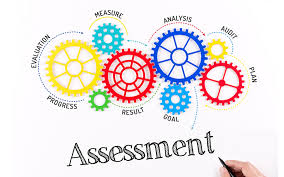 MEASURE
ANALYSIS
AUDIT
EVALUATION
PLAN
PROGRESS
RESULT
GOAL
Assessment